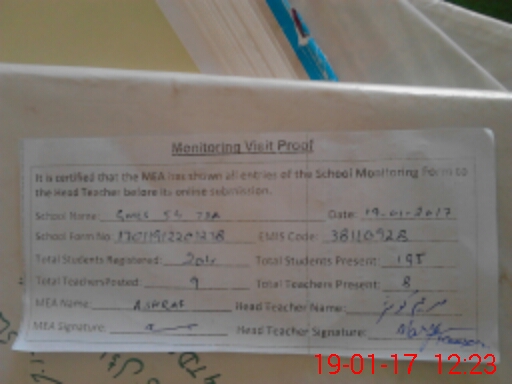 Monitoring Visit Proof
It is certified that the MEA has shown all entries of the School Monitoring Form to
the Head Teacher before its online submission.
School Name: Date: 19-01-2017
School Form No: EMIS Code: 38110928
Total Students Registered: 204 Total Students Present: 195
Total Teachers Posted: 9 Total Teachers Present: 8
MEA Name: ASHRAF Head Teacher Name:
MEA Signature: Head Teacher Signature:
19-01-17 12:23